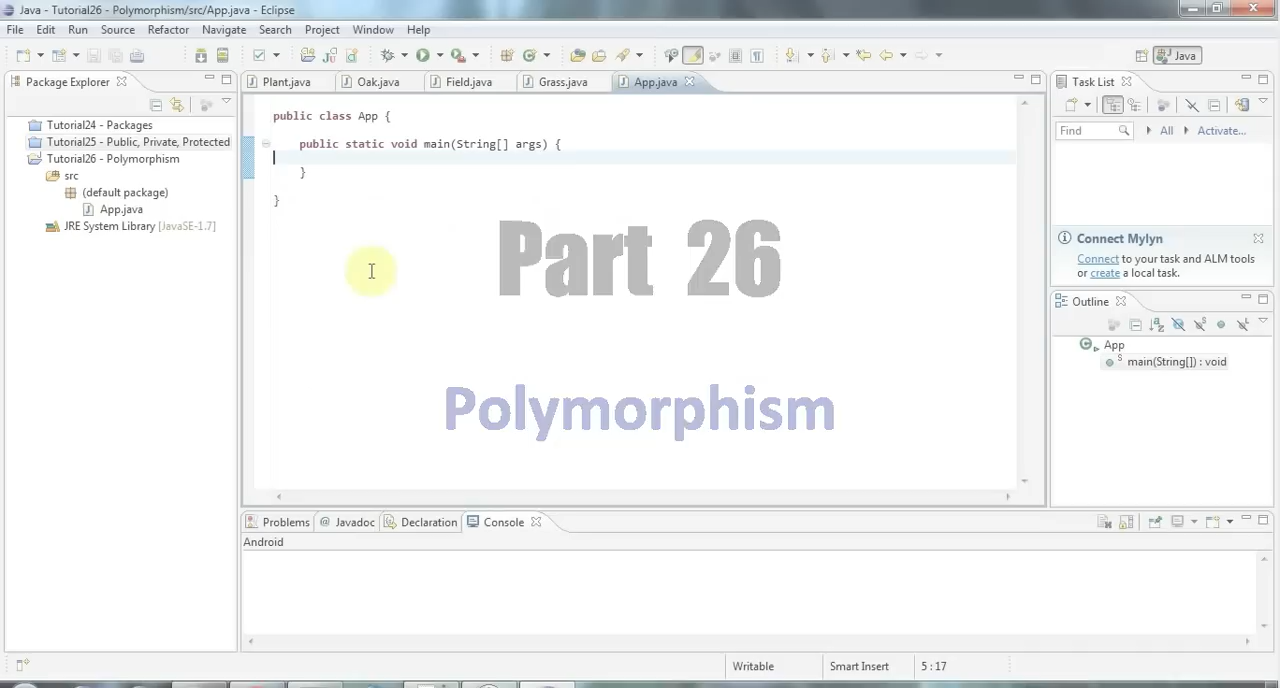 Java - Tutorial26 - Polymorphism/src/App.java - Eclipse
File Edit Run Source Refactor Navigate Search Project Window Help
Java
Package Explorer
Tutorial24 - Packages
Tutorial25 - Public, Private, Protected
Tutorial26 - Polymorphism
src
(default package)
App.java
JRE System Library [JavaSE-1.7]
Plant.java Oak.java Field.java Grass.java App.java
public class App {
public static void main(String[] args) {
}
}
Part 26
Polymorphism
Task List
Find All Activate...
Connect Mylyn
Connect to your task and ALM tools
or create a local task.
Outline
App
main(String[]) : void
Problems @ Javadoc Declaration Console
Android
Writable Smart Insert 5 : 17